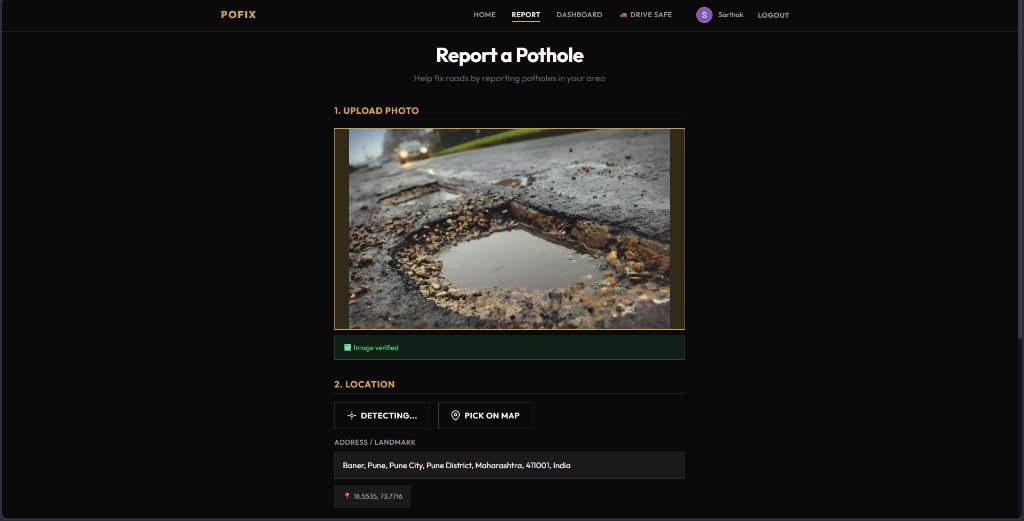 POFIX
HOME REPORT DASHBOARD DRIVE SAFE S Sarthak LOGOUT
Report a Pothole
Help fix roads by reporting potholes in your area
1. UPLOAD PHOTO
Image verified
2. LOCATION
DETECTING... PICK ON MAP
ADDRESS / LANDMARK
Baner, Pune, Pune City, Pune District, Maharashtra, 411001, India
18.5535, 73.7716